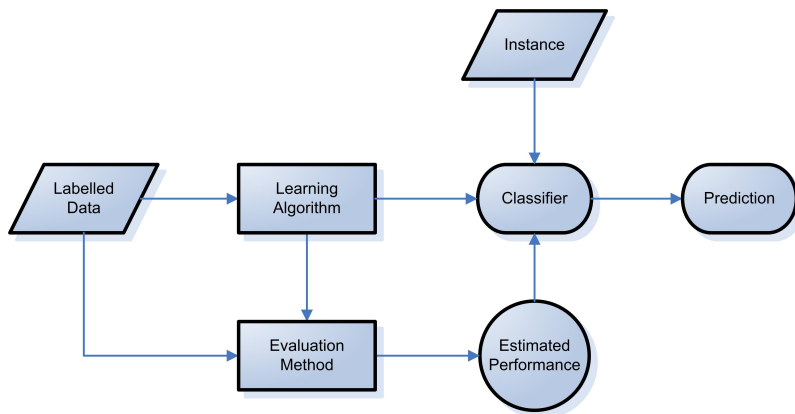 Instance
Labelled
Data
Learning
Algorithm
Classifier
Prediction
Evaluation
Method
Estimated
Performance